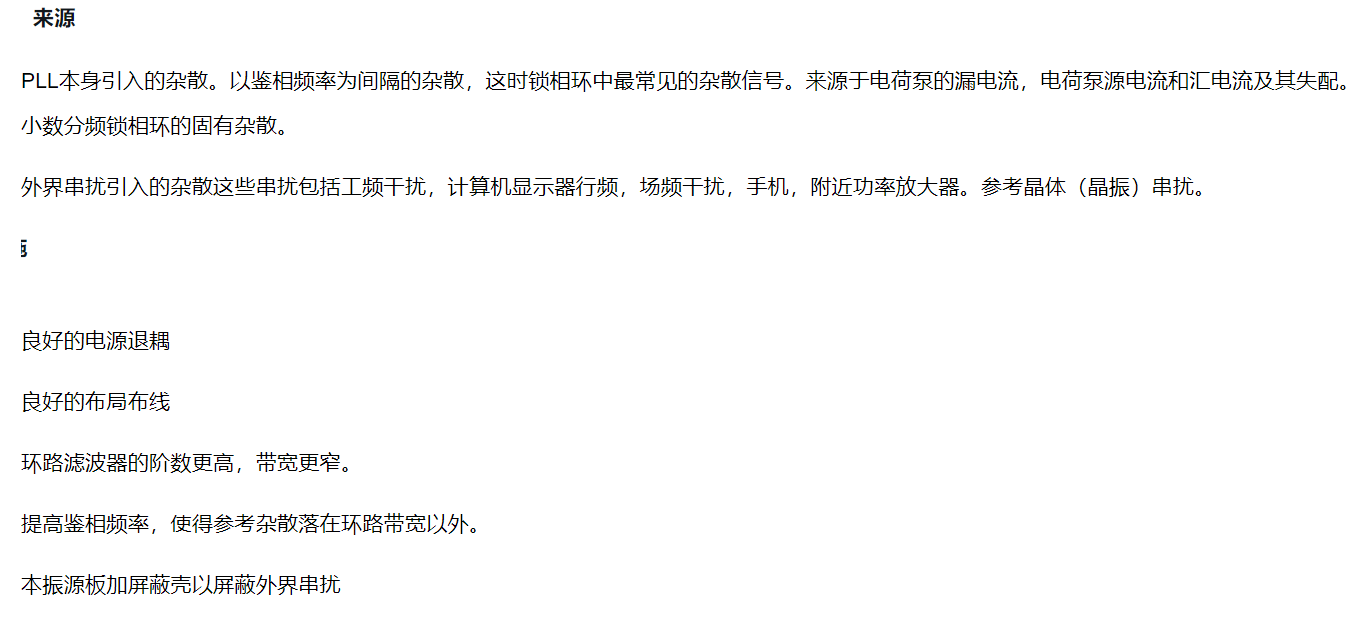 来源
PLL本身引入的杂散。以鉴相频率为间隔的杂散，这时锁相环中最常见的杂散信号。来源于电荷泵的漏电流，电荷泵源电流和汇电流及其失配。
小数分频锁相环的固有杂散。
外界串扰引入的杂散这些串扰包括工频干扰，计算机显示器行频，场频干扰，手机，附近功率放大器。参考晶体（晶振）串扰。
良好的电源退耦
良好的布局布线
环路滤波器的阶数更高，带宽更窄。
提高鉴相频率，使得参考杂散落在环路带宽以外。
本振源板加屏蔽壳以屏蔽外界串扰